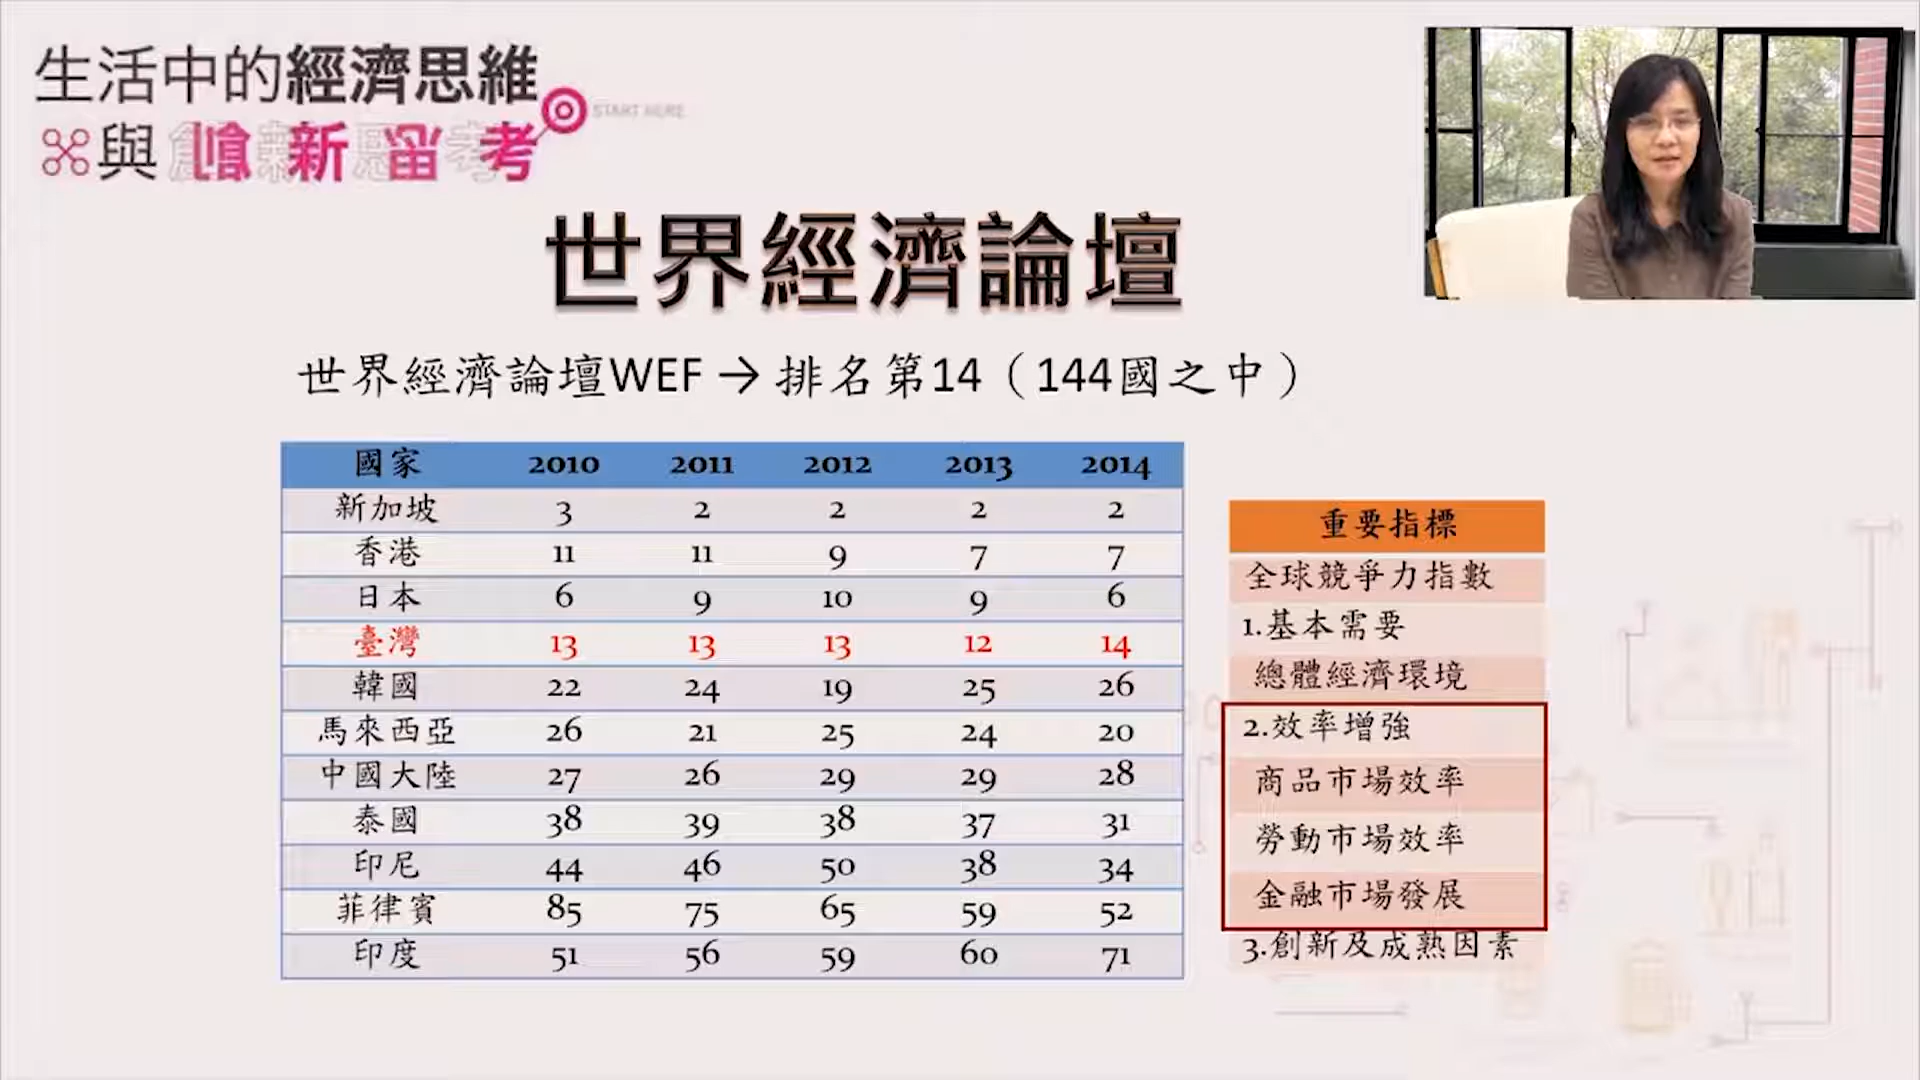 生活中的經濟思維
START HERE
與創新思考
世界經濟論壇
世界經濟論壇WEF → 排名第14（144國之中）
國家 2010 2011 2012 2013 2014
新加坡 3 2 2 2 2
香港 11 11 9 7 7
日本 6 9 10 9 6
臺灣 13 13 13 12 14
韓國 22 24 19 25 26
馬來西亞 26 21 25 24 20
中國大陸 27 26 29 29 28
泰國 38 39 38 37 31
印尼 44 46 50 38 34
菲律賓 85 75 65 59 52
印度 51 56 59 60 71
重要指標
全球競爭力指數
1.基本需要
總體經濟環境
2.效率增強
商品市場效率
勞動市場效率
金融市場發展
3.創新及成熟因素